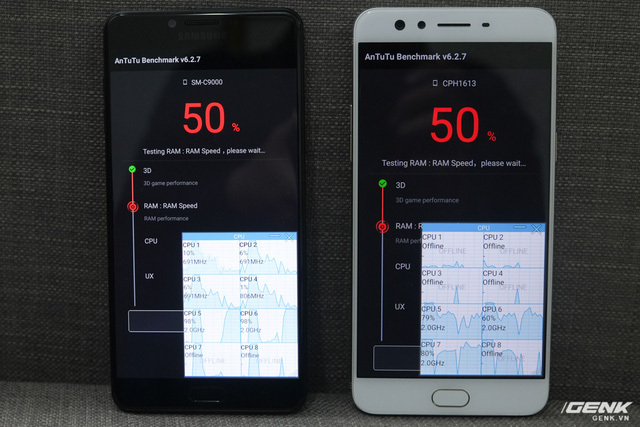 SAMSUNG
AnTuTu Benchmark v6.2.7
SM-C9000
50 %
Testing RAM : RAM Speed, please wait...
3D
3D game performance
RAM : RAM Speed
RAM performance
CPU
UX
CPU
CPU 1
10%
691MHz
CPU 2
6%
691MHz
CPU 3
6%
691MHz
CPU 4
1%
806MHz
CPU 5
98%
2.0GHz
CPU 6
98%
2.0GHz
CPU 7
Offline
CPU 8
Offline
OFFLINE
AnTuTu Benchmark v6.2.7
CPH1613
50 %
Testing RAM : RAM Speed, please wait...
3D
3D game performance
RAM : R
RAM per
CPU
UX
CPU
CPU 1
Offline
OFFLINE
CPU 2
Offline
OFFLINE
CPU 3
Offline
CPU 4
Offline
CPU 5
79%
2.0GHz
CPU 6
60%
2.0GHz
CPU 7
80%
2.0GHz
CPU 8
Offline
OFFLINE
GENK
GENK.VN